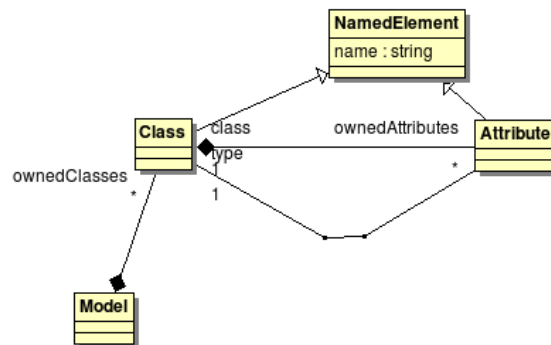 NamedElement
name : string
Class
class
ownedAttributes
Attribute
type
1
*
1
ownedClasses
*
Model